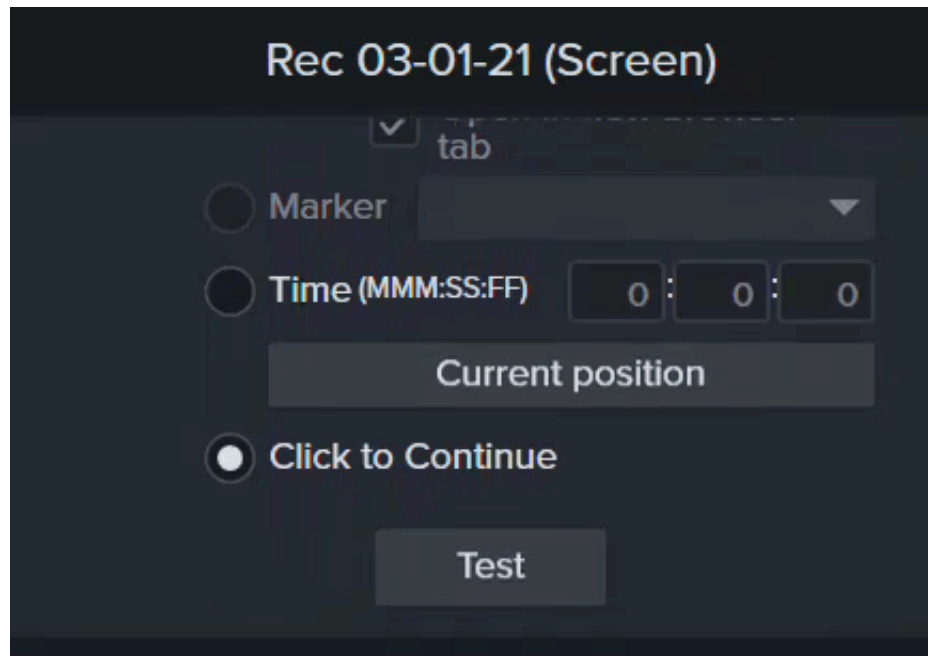 Rec 03-01-21 (Screen)
tab
Marker
Time (MMM:SS:FF) 0 : 0 : 0
Current position
Click to Continue
Test